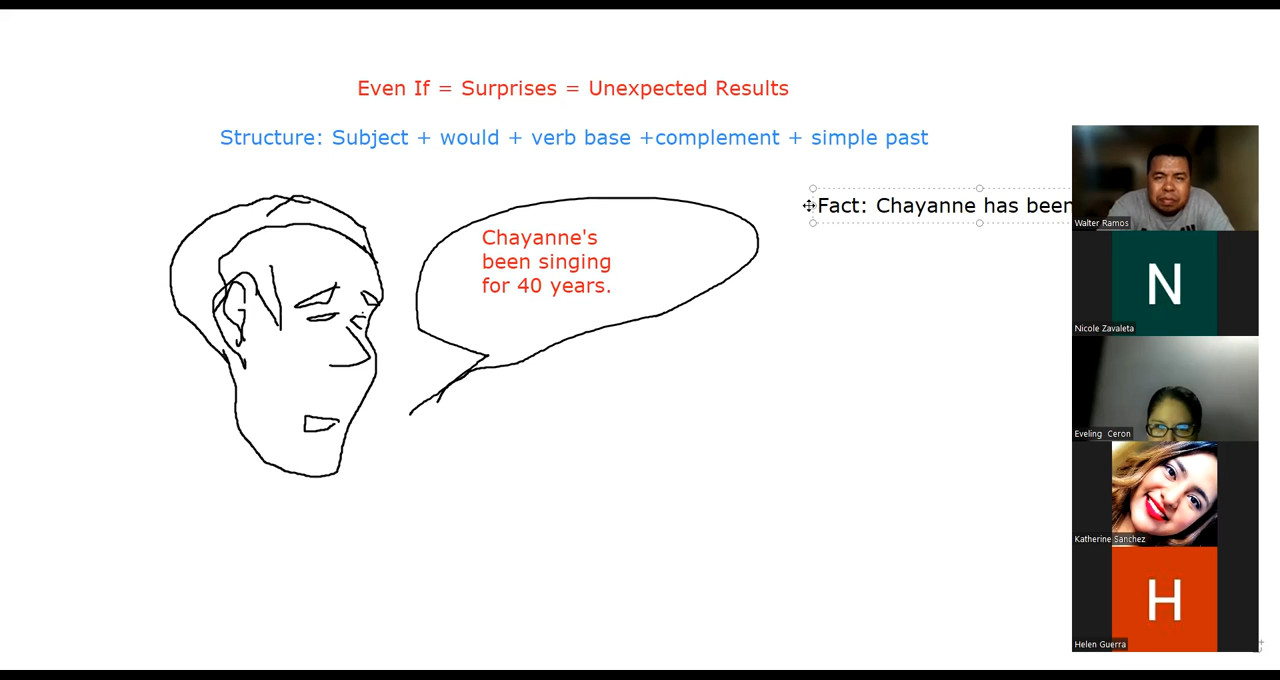 Even If = Surprises = Unexpected Results
Structure: Subject + would + verb base +complement + simple past
Fact: Chayanne has been
Chayanne's
been singing
for 40 years.
Walter Ramos
N
Nicole Zavaleta
Eveling Ceron
Katherine Sanchez
H
Helen Guerra